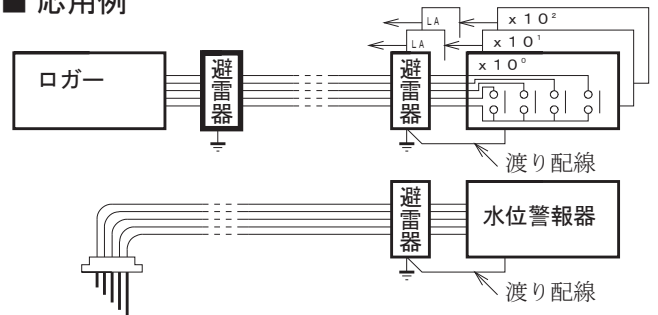 ■ 応用例
LA
x 10²
LA
x 10¹
ロガー
避雷器
避雷器
x 10⁰
渡り配線
避雷器
水位警報器
渡り配線